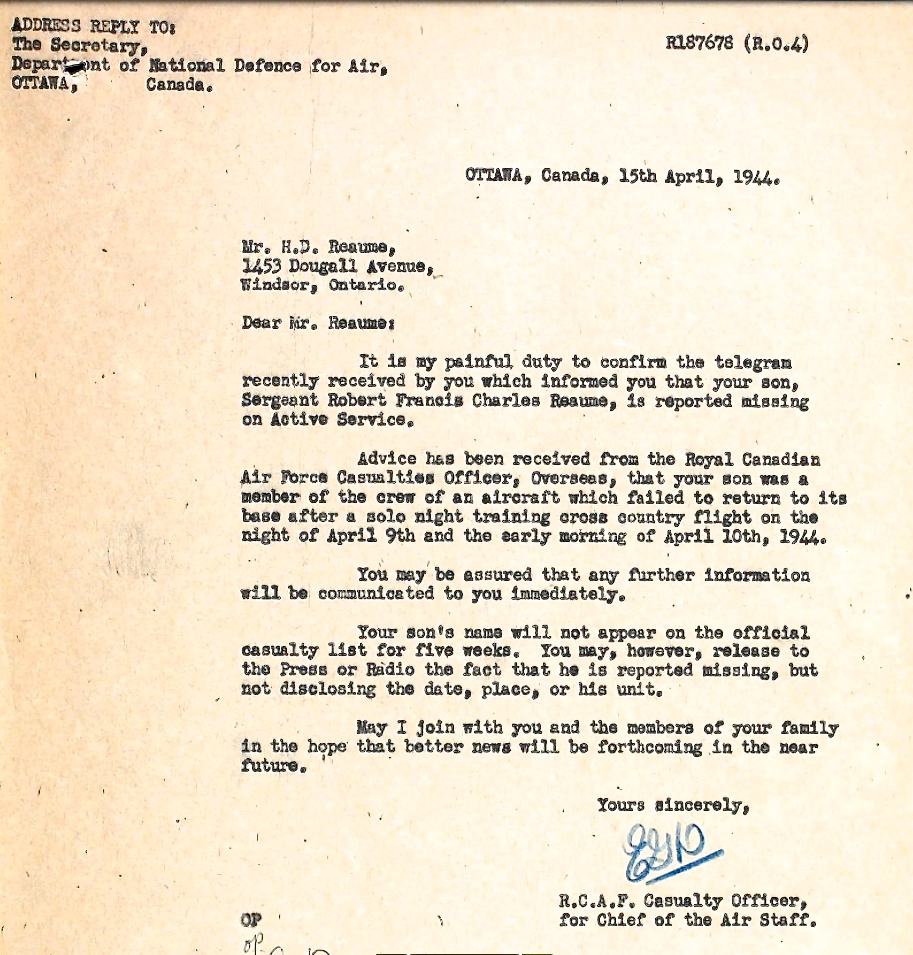 ADDRESS REPLY TO:
The Secretary,
R187678 (R.O.4)
Department of National Defence for Air,
OTTAWA, Canada.
OTTAWA, Canada, 15th April, 1944.
Mr. H.D. Reaume,
1453 Dougall Avenue,
Windsor, Ontario.
Dear Mr. Reaume:
It is my painful duty to confirm the telegram
recently received by you which informed you that your son,
Sergeant Robert Francis Charles Reaume, is reported missing
on Active Service.
Advice has been received from the Royal Canadian
Air Force Casualties Officer, Overseas, that your son was a
member of the crew of an aircraft which failed to return to its
base after a solo night training cross country flight on the
night of April 9th and the early morning of April 10th, 1944.
You may be assured that any further information
will be communicated to you immediately.
Your son's name will not appear on the official
casualty list for five weeks. You may, however, release to
the Press or Radio the fact that he is reported missing, but
not disclosing the date, place, or his unit.
May I join with you and the members of your family
in the hope that better news will be forthcoming in the near
future.
Yours sincerely,
R.C.A.F. Casualty Officer,
for Chief of the Air Staff.
OP
op